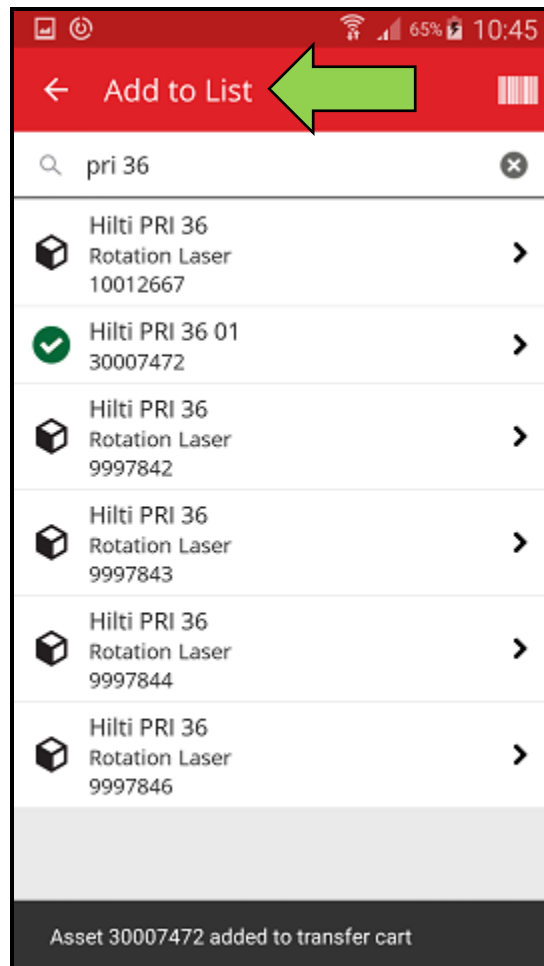 65% 10:45
Add to List
pri 36
Hilti PRI 36
Rotation Laser
10012667
Hilti PRI 36 01
30007472
Hilti PRI 36
Rotation Laser
9997842
Hilti PRI 36
Rotation Laser
9997843
Hilti PRI 36
Rotation Laser
9997844
Hilti PRI 36
Rotation Laser
9997846
Asset 30007472 added to transfer cart